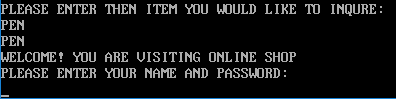 PLEASE ENTER THEN ITEM YOU WOULD LIKE TO INQURE:
PEN
PEN
WELCOME! YOU ARE VISITING ONLINE SHOP
PLEASE ENTER YOUR NAME AND PASSWORD:
_